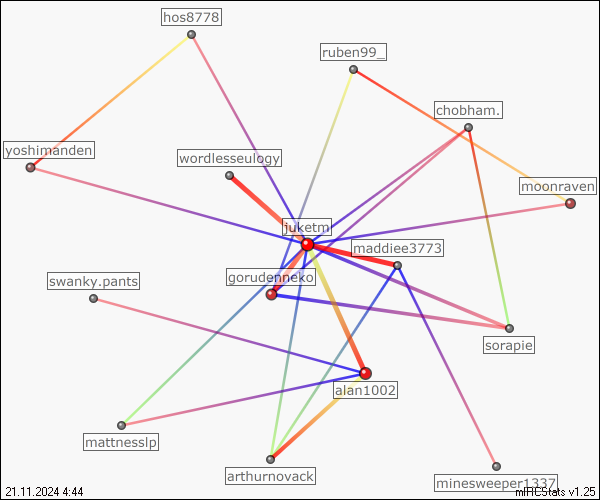 hos8778
ruben99_
chobham.
yoshimanden
wordlesseulogy
moonraven
juketm
maddiee3773
gorudenneko
swanky.pants
sorapie
alan1002
mattnesslp
arthurnovack
minesweeper1337
21.11.2024 4:44
mIRCStats v1.25